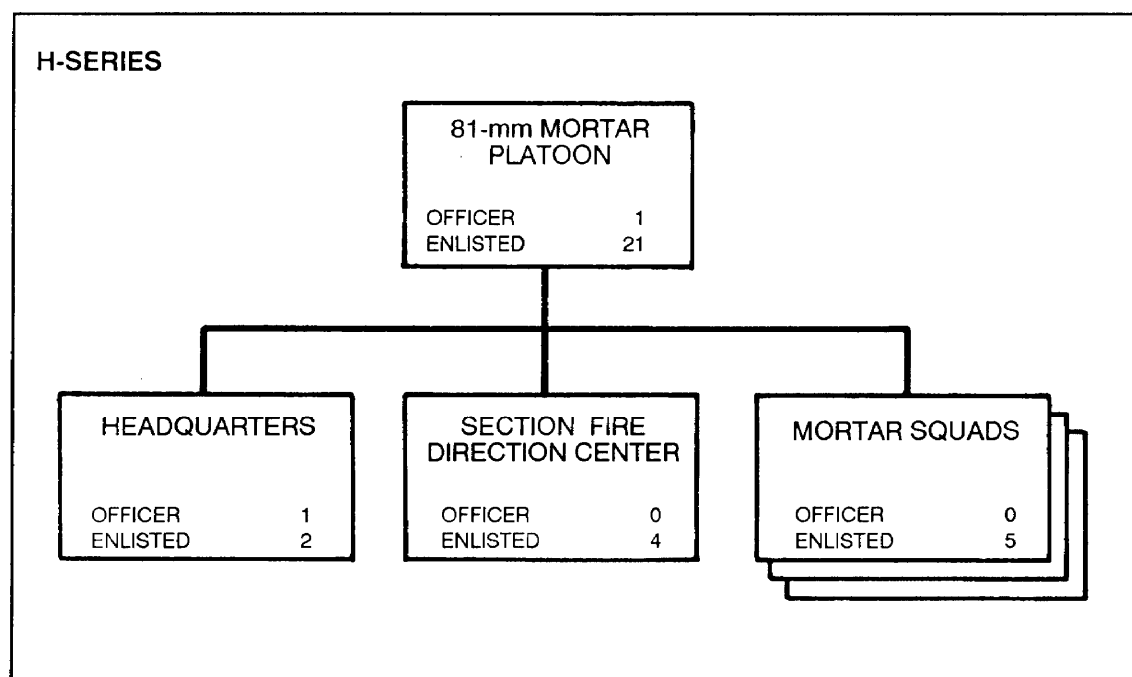 H-SERIES
81-mm MORTAR
PLATOON
OFFICER 1
ENLISTED 21
HEADQUARTERS
OFFICER 1
ENLISTED 2
SECTION FIRE
DIRECTION CENTER
OFFICER 0
ENLISTED 4
MORTAR SQUADS
OFFICER 0
ENLISTED 5